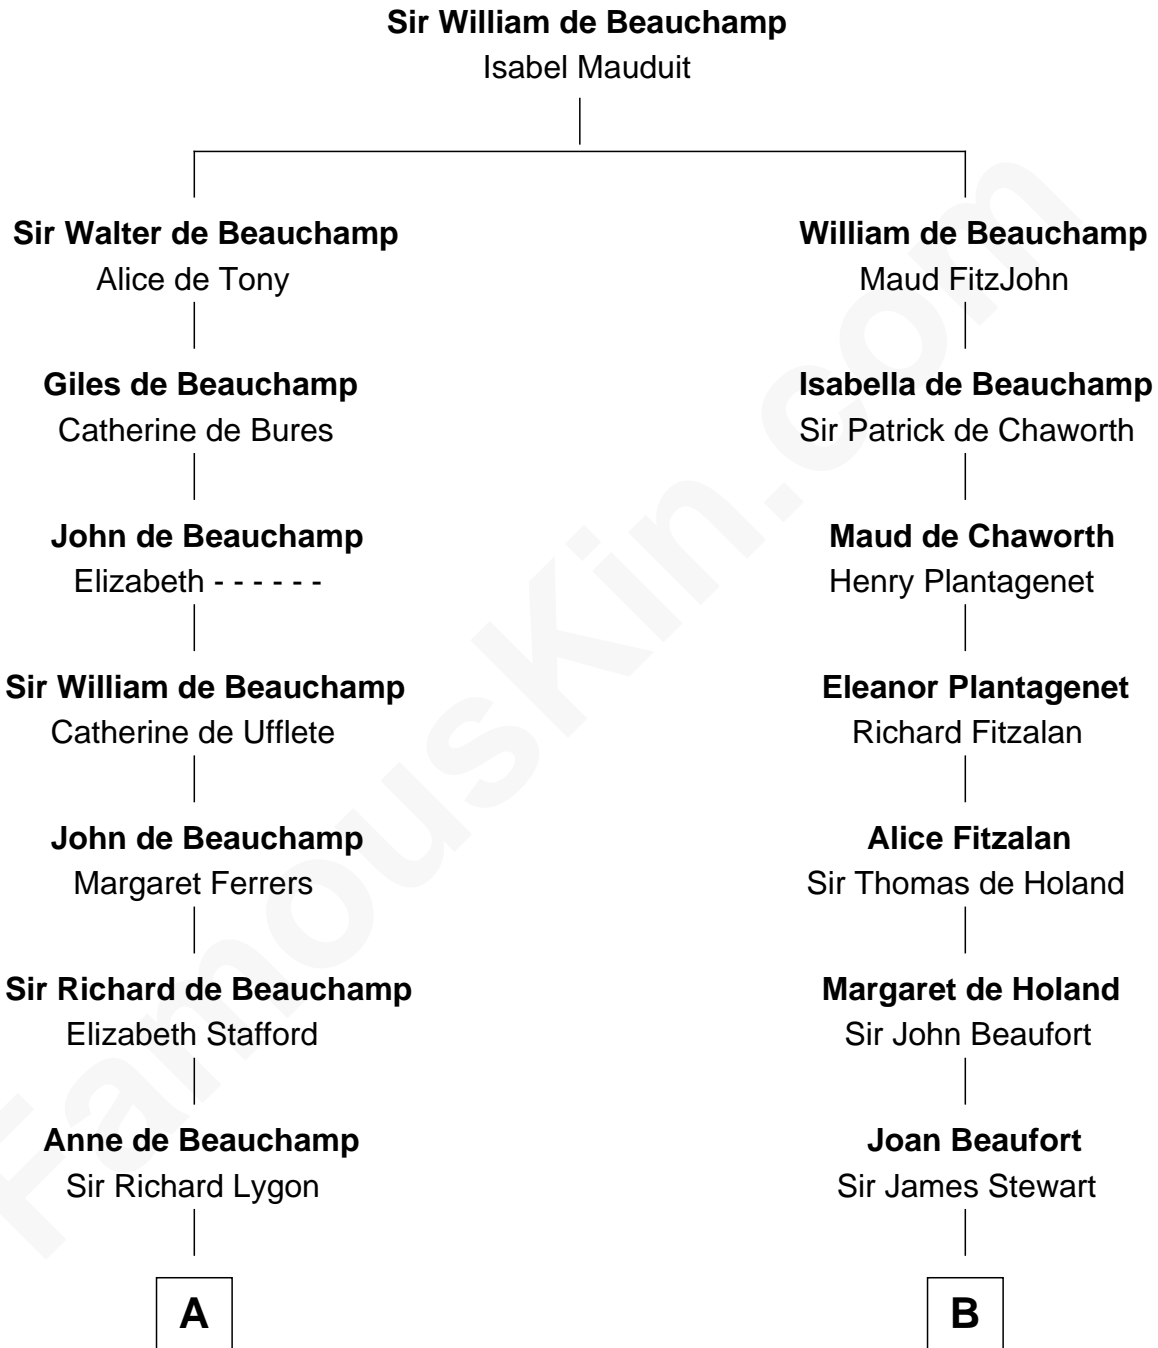 Sir William de Beauchamp
Isabel Mauduit
Sir Walter de Beauchamp
Alice de Tony
William de Beauchamp
Maud FitzJohn
Giles de Beauchamp
Catherine de Bures
Isabella de Beauchamp
Sir Patrick de Chaworth
John de Beauchamp
Elizabeth - - - - - -
Maud de Chaworth
Henry Plantagenet
Sir William de Beauchamp
Catherine de Ufflete
Eleanor Plantagenet
Richard Fitzalan
John de Beauchamp
Margaret Ferrers
Alice Fitzalan
Sir Thomas de Holand
Sir Richard de Beauchamp
Elizabeth Stafford
Margaret de Holand
Sir John Beaufort
Anne de Beauchamp
Sir Richard Lygon
Joan Beaufort
Sir James Stewart
A
B
FamousKin.com